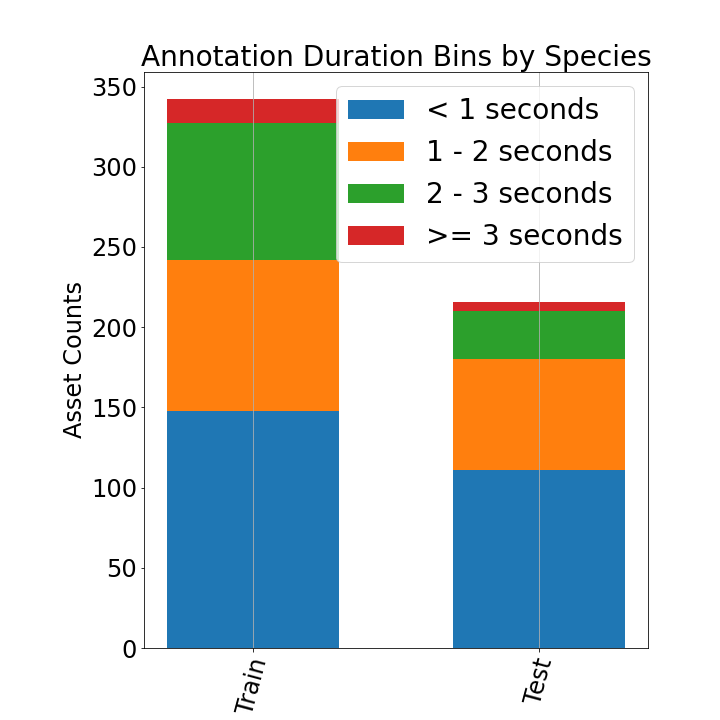 Annotation Duration Bins by Species
350
300
250
200
150
100
50
0
Asset Counts
< 1 seconds
1 - 2 seconds
2 - 3 seconds
>= 3 seconds
Train
Test